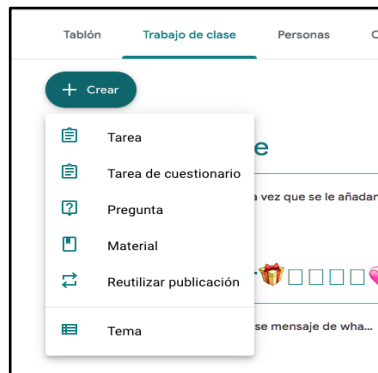 Tablón Trabajo de clase Personas
+ Crear
Tarea
e
Tarea de cuestionario
vez que se le añadan
Pregunta
Material
Reutilizar publicación
Tema
se mensaje de wha...